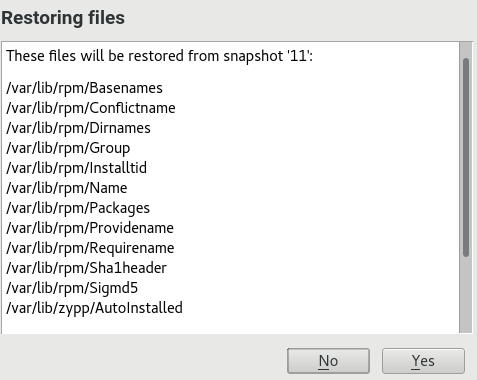 Restoring files
These files will be restored from snapshot '11':
/var/lib/rpm/Basenames
/var/lib/rpm/Conflictname
/var/lib/rpm/Dirnames
/var/lib/rpm/Group
/var/lib/rpm/Installtid
/var/lib/rpm/Name
/var/lib/rpm/Packages
/var/lib/rpm/Providename
/var/lib/rpm/Requirename
/var/lib/rpm/Sha1header
/var/lib/rpm/Sigmd5
/var/lib/zypp/AutoInstalled
No Yes